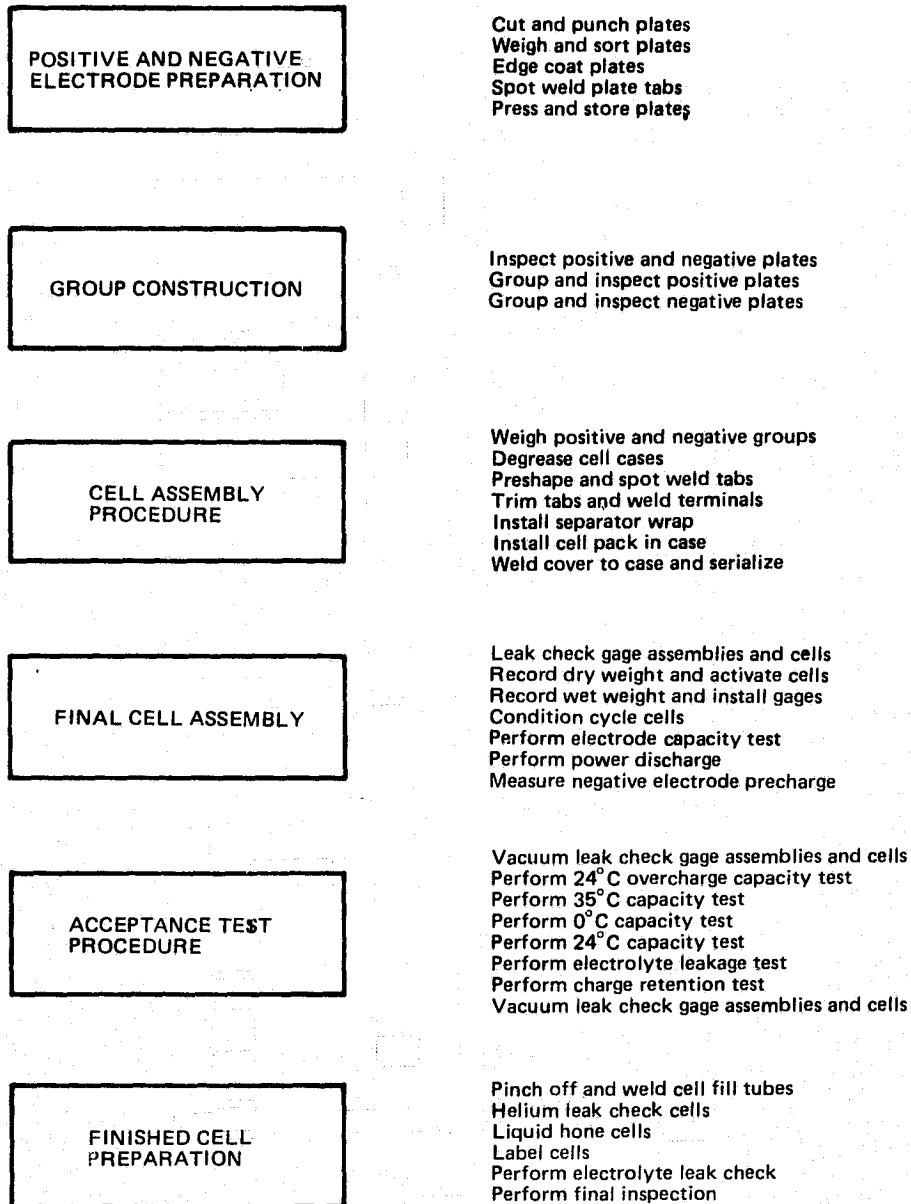 POSITIVE AND NEGATIVE
ELECTRODE PREPARATION
Cut and punch plates
Weigh and sort plates
Edge coat plates
Spot weld plate tabs
Press and store plates
GROUP CONSTRUCTION
Inspect positive and negative plates
Group and inspect positive plates
Group and inspect negative plates
CELL ASSEMBLY
PROCEDURE
Weigh positive and negative groups
Degrease cell cases
Preshape and spot weld tabs
Trim tabs and weld terminals
Install separator wrap
Install cell pack in case
Weld cover to case and serialize
FINAL CELL ASSEMBLY
Leak check gage assemblies and cells
Record dry weight and activate cells
Record wet weight and install gages
Condition cycle cells
Perform electrode capacity test
Perform power discharge
Measure negative electrode precharge
ACCEPTANCE TEST
PROCEDURE
Vacuum leak check gage assemblies and cells
Perform 24°C overcharge capacity test
Perform 35°C capacity test
Perform 0°C capacity test
Perform 24°C capacity test
Perform electrolyte leakage test
Perform charge retention test
Vacuum leak check gage assemblies and cells
FINISHED CELL
PREPARATION
Pinch off and weld cell fill tubes
Helium leak check cells
Liquid hone cells
Label cells
Perform electrolyte leak check
Perform final inspection